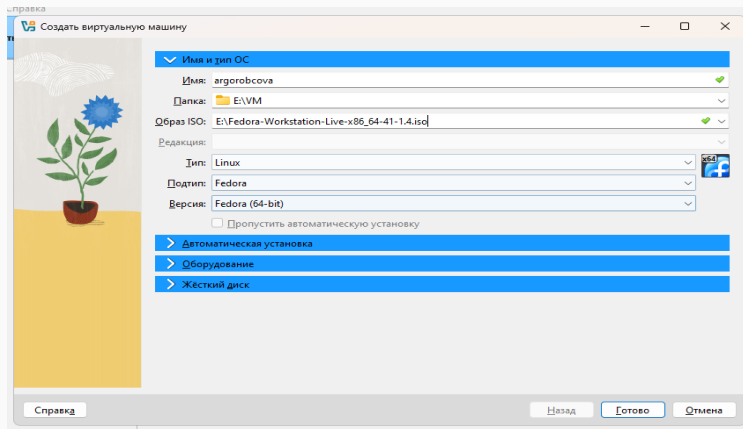 Справка
Создать виртуальную машину
Имя и тип ОС
Имя: argorobcova
Папка: E:\VM
Образ ISO: E:\Fedora-Workstation-Live-x86_64-41-1.4.iso
Редакция:
Тип: Linux
x64
Подтип: Fedora
Версия: Fedora (64-bit)
Пропустить автоматическую установку
Автоматическая установка
Оборудование
Жёсткий диск
Справка Назад Готово Отмена